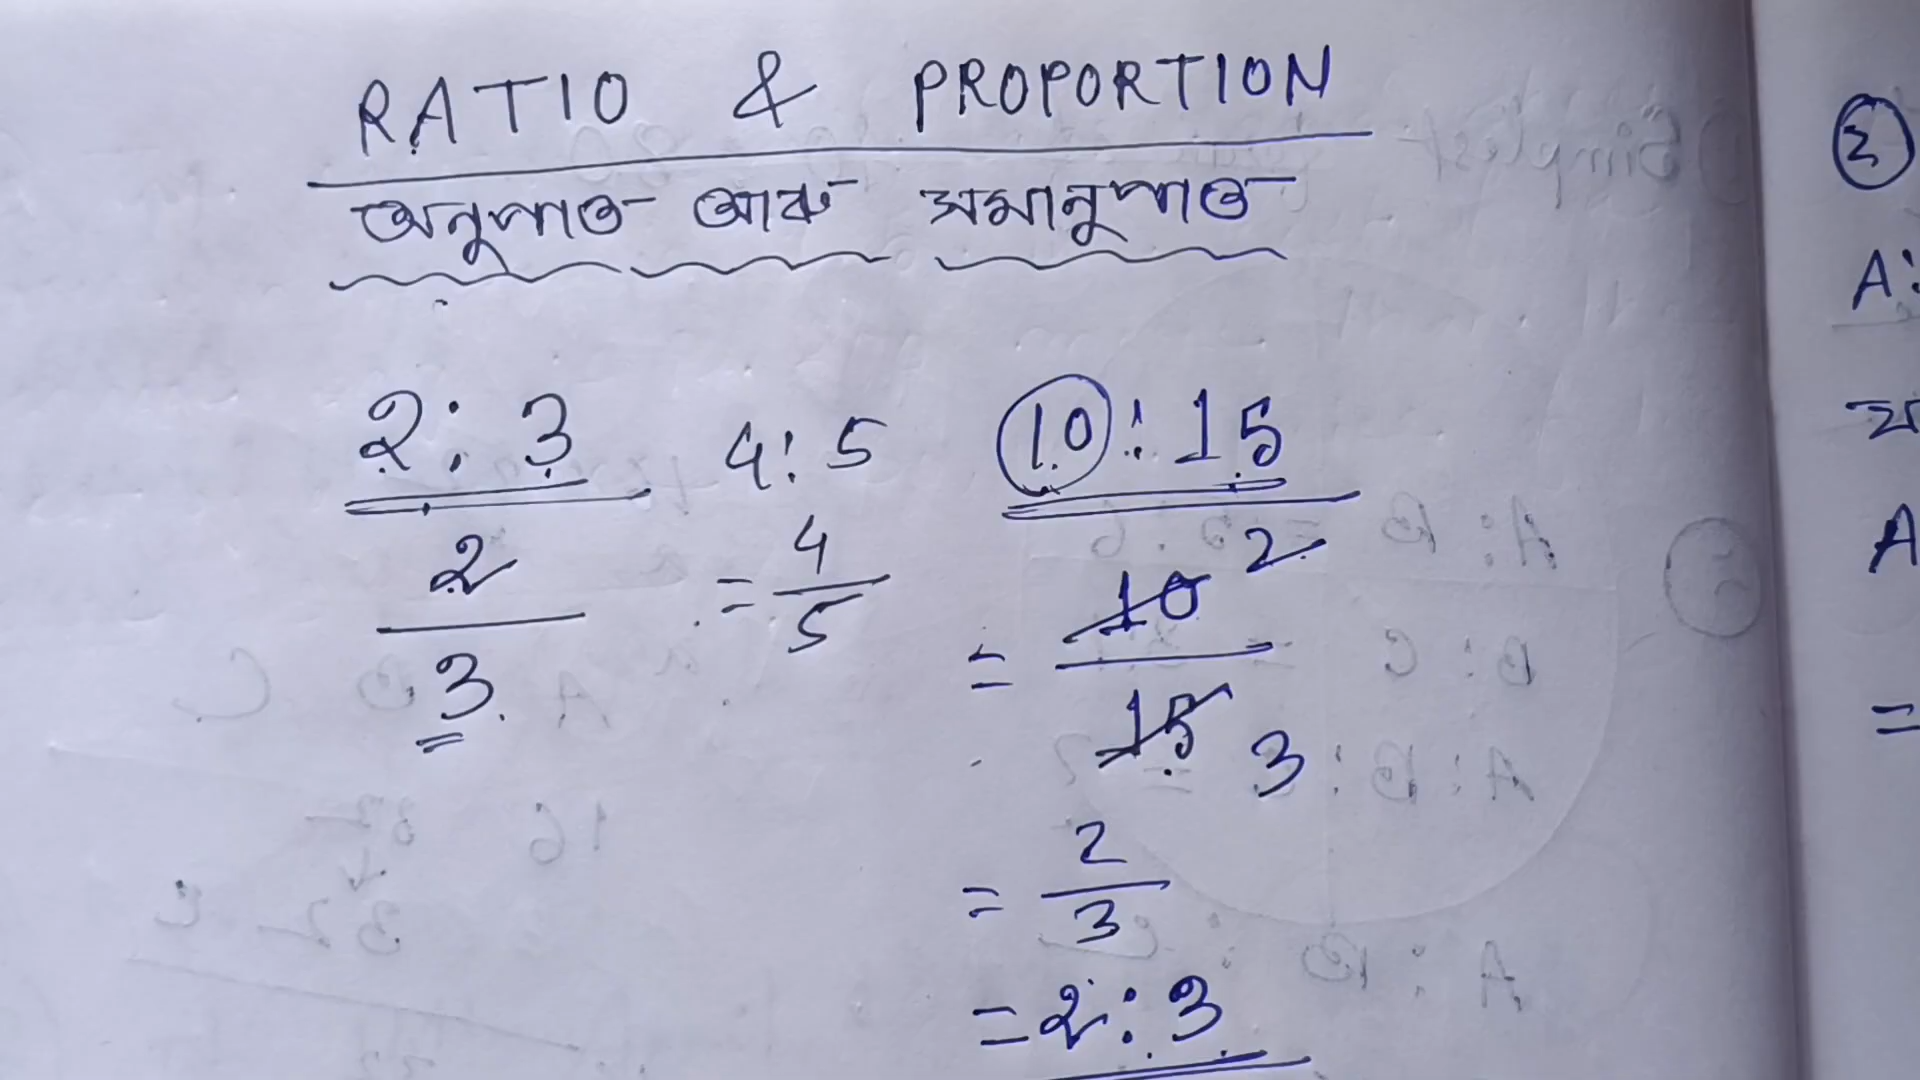 RATIO & PROPORTION
অনুপাত আৰু সমানুপাত
2 : 3
2
3
4 : 5
= 4
5
10 : 15
= 10 2
15 3
= 2
3
= 2 : 3
A :
A
=